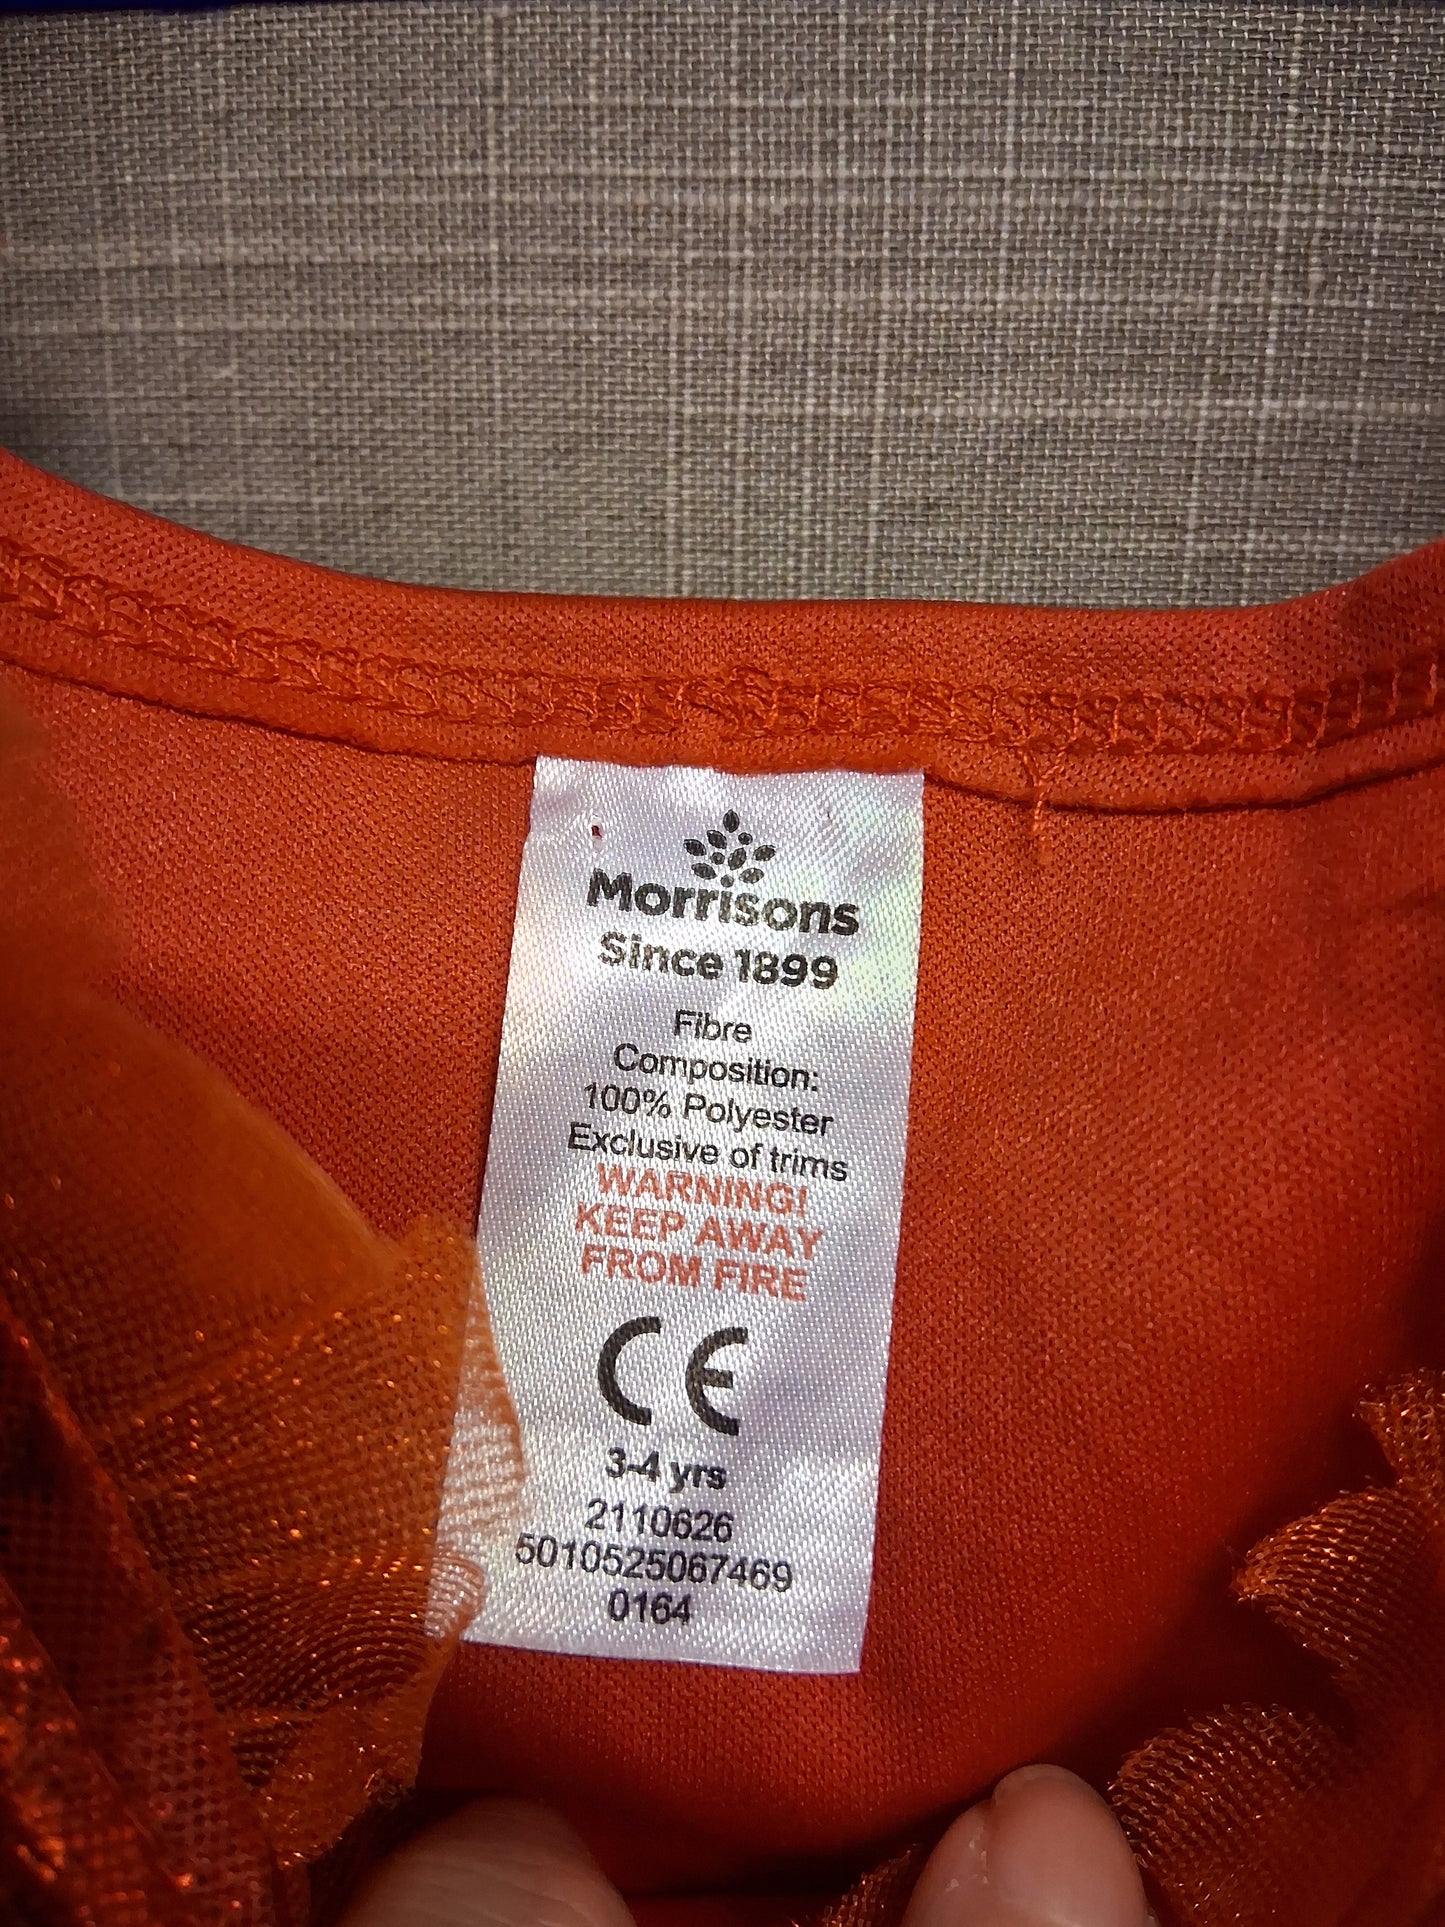 Morrisons
Since 1899
Fibre
Composition:
100% Polyester
Exclusive of trims
WARNING!
KEEP AWAY
FROM FIRE
CE
3-4 yrs
2110626
5010525067469
0164